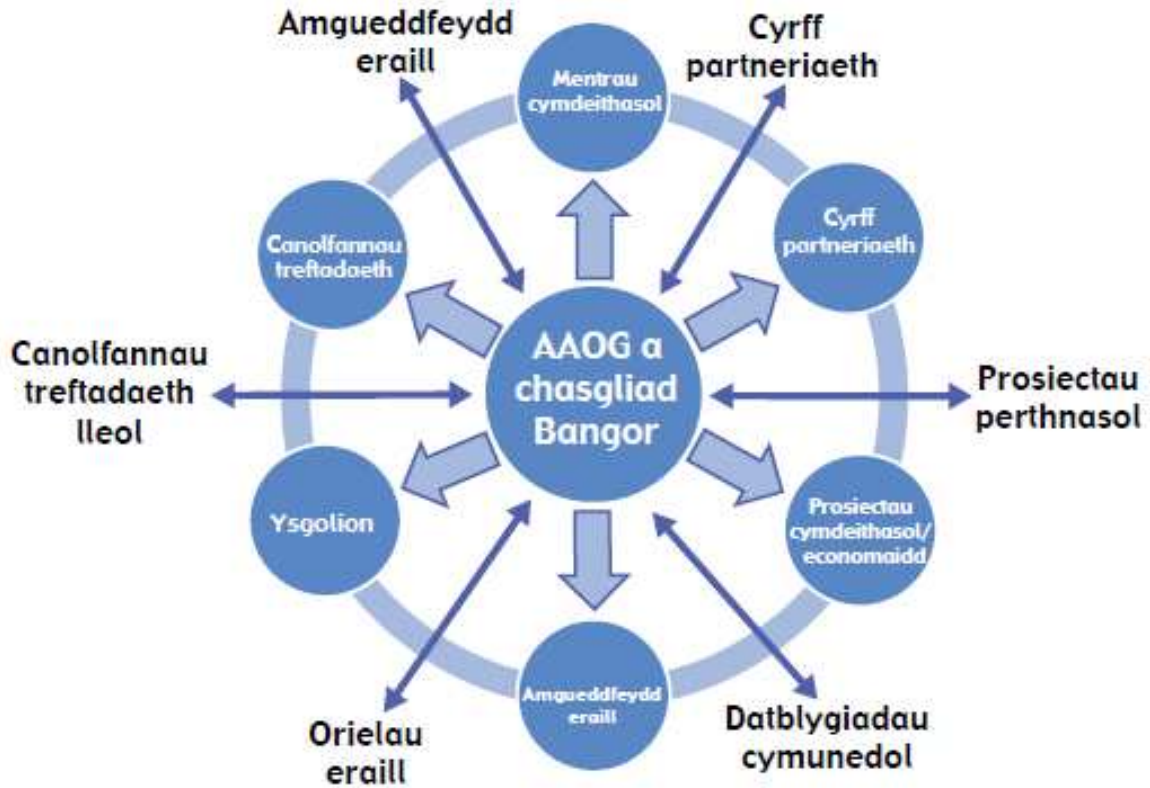 Amgueddfeydd
eraill
Cyrff
partneriaeth
Mentrau
cymdeithasol
Canolfannau
treftadaeth
Cyrff
partneriaeth
Canolfannau
treftadaeth
lleol
AAOG a
chasgliad
Bangor
Prosiectau
perthnasol
Ysgolion
Prosiectau
cymdeithasol/
economaidd
Amgueddfeydd
eraill
Orielau
eraill
Datblygiadau
cymunedol